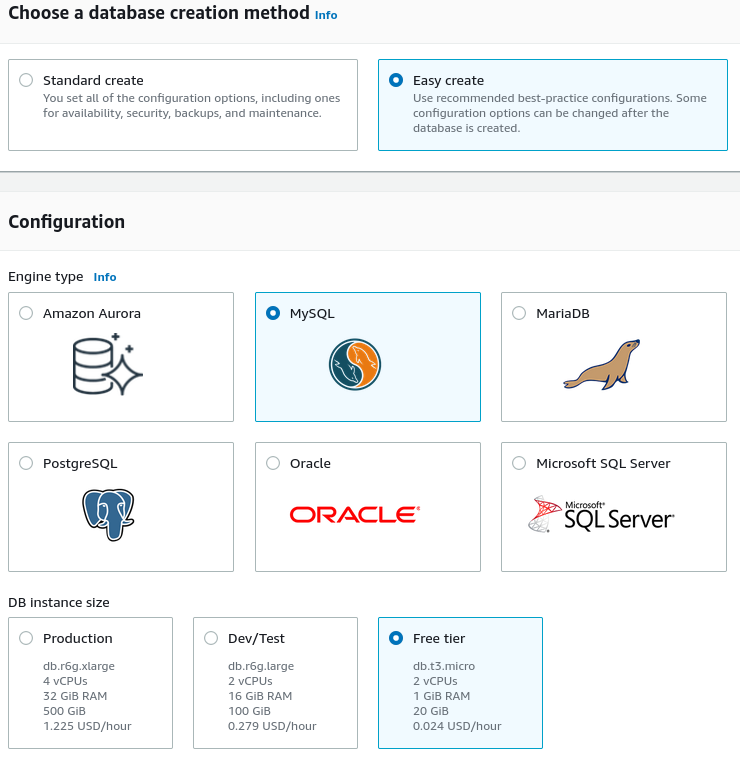 Choose a database creation method Info
Standard create
You set all of the configuration options, including ones
for availability, security, backups, and maintenance.
Easy create
Use recommended best-practice configurations. Some
configuration options can be changed after the
database is created.
Configuration
Engine type Info
Amazon Aurora
MySQL
MariaDB
PostgreSQL
Oracle
ORACLE®
Microsoft SQL Server
Microsoft®
SQL Server®
DB instance size
Production
db.r6g.xlarge
4 vCPUs
32 GiB RAM
500 GiB
1.225 USD/hour
Dev/Test
db.r6g.large
2 vCPUs
16 GiB RAM
100 GiB
0.279 USD/hour
Free tier
db.t3.micro
2 vCPUs
1 GiB RAM
20 GiB
0.024 USD/hour